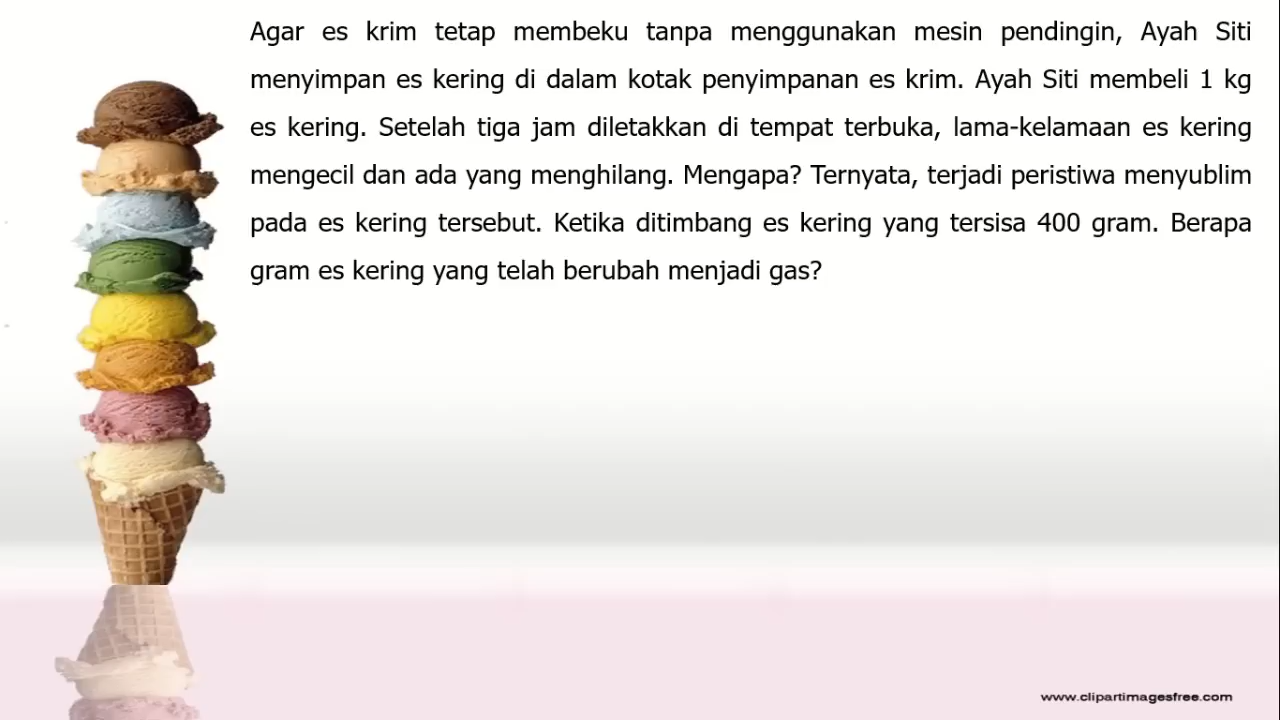 Agar es krim tetap membeku tanpa menggunakan mesin pendingin, Ayah Siti
menyimpan es kering di dalam kotak penyimpanan es krim. Ayah Siti membeli 1 kg
es kering. Setelah tiga jam diletakkan di tempat terbuka, lama-kelamaan es kering
mengecil dan ada yang menghilang. Mengapa? Ternyata, terjadi peristiwa menyublim
pada es kering tersebut. Ketika ditimbang es kering yang tersisa 400 gram. Berapa
gram es kering yang telah berubah menjadi gas?
www.clipartimagesfree.com